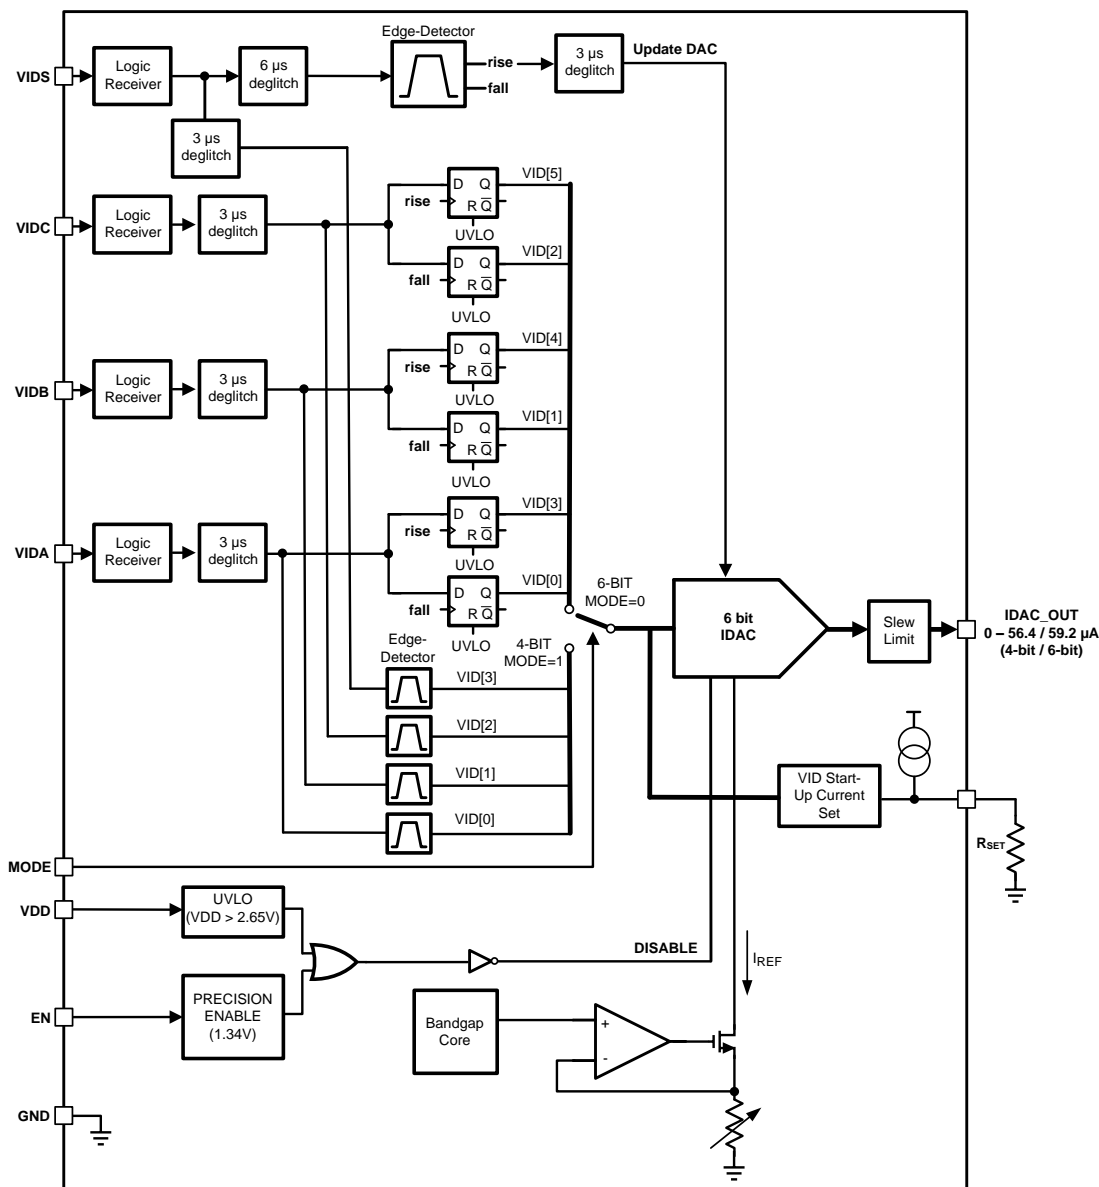 Edge-Detector
VIDS
Logic
Receiver
6 µs
deglitch
rise
fall
3 µs
deglitch
Update DAC
3 µs
deglitch
VIDC
Logic
Receiver
3 µs
deglitch
rise
D Q
R Q
UVLO
VID[5]
fall
D Q
R Q
UVLO
VID[2]
VIDB
Logic
Receiver
3 µs
deglitch
rise
D Q
R Q
UVLO
VID[4]
fall
D Q
R Q
UVLO
VID[1]
VIDA
Logic
Receiver
3 µs
deglitch
rise
D Q
R Q
UVLO
VID[3]
fall
D Q
R Q
UVLO
VID[0]
6-BIT
MODE=0
4-BIT
MODE=1
6 bit
IDAC
Slew
Limit
IDAC_OUT
0 – 56.4 / 59.2 µA
(4-bit / 6-bit)
Edge-
Detector
VID[3]
VID[2]
VID[1]
VID[0]
VID Start-
Up Current
Set
RSET
MODE
VDD
UVLO
(VDD > 2.65V)
DISABLE
IREF
EN
PRECISION
ENABLE
(1.34V)
Bandgap
Core
+
-
GND